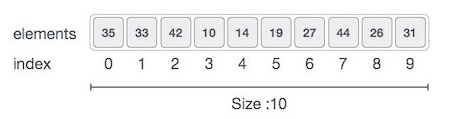 elements 35 33 42 10 14 19 27 44 26 31
index 0 1 2 3 4 5 6 7 8 9
Size :10